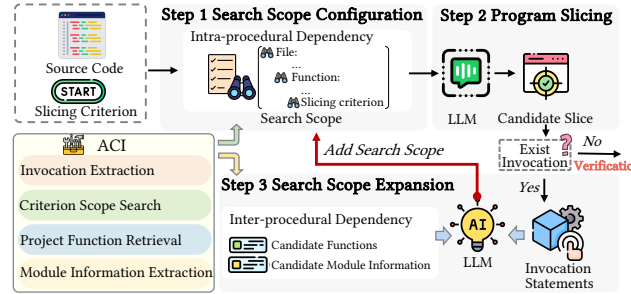 Step 1 Search Scope Configuration
Step 2 Program Slicing
Source Code
START
Slicing Criterion
Intra-procedural Dependency
File:
...
Function:
...
Slicing criterion
Search Scope
LLM
Candidate Slice
ACI
Invocation Extraction
Criterion Scope Search
Project Function Retrieval
Module Information Extraction
Add Search Scope
Exist
Invocation
?
No
Verificatio
Yes
Step 3 Search Scope Expansion
Inter-procedural Dependency
Candidate Functions
Candidate Module Information
AI
LLM
Invocation
Statements